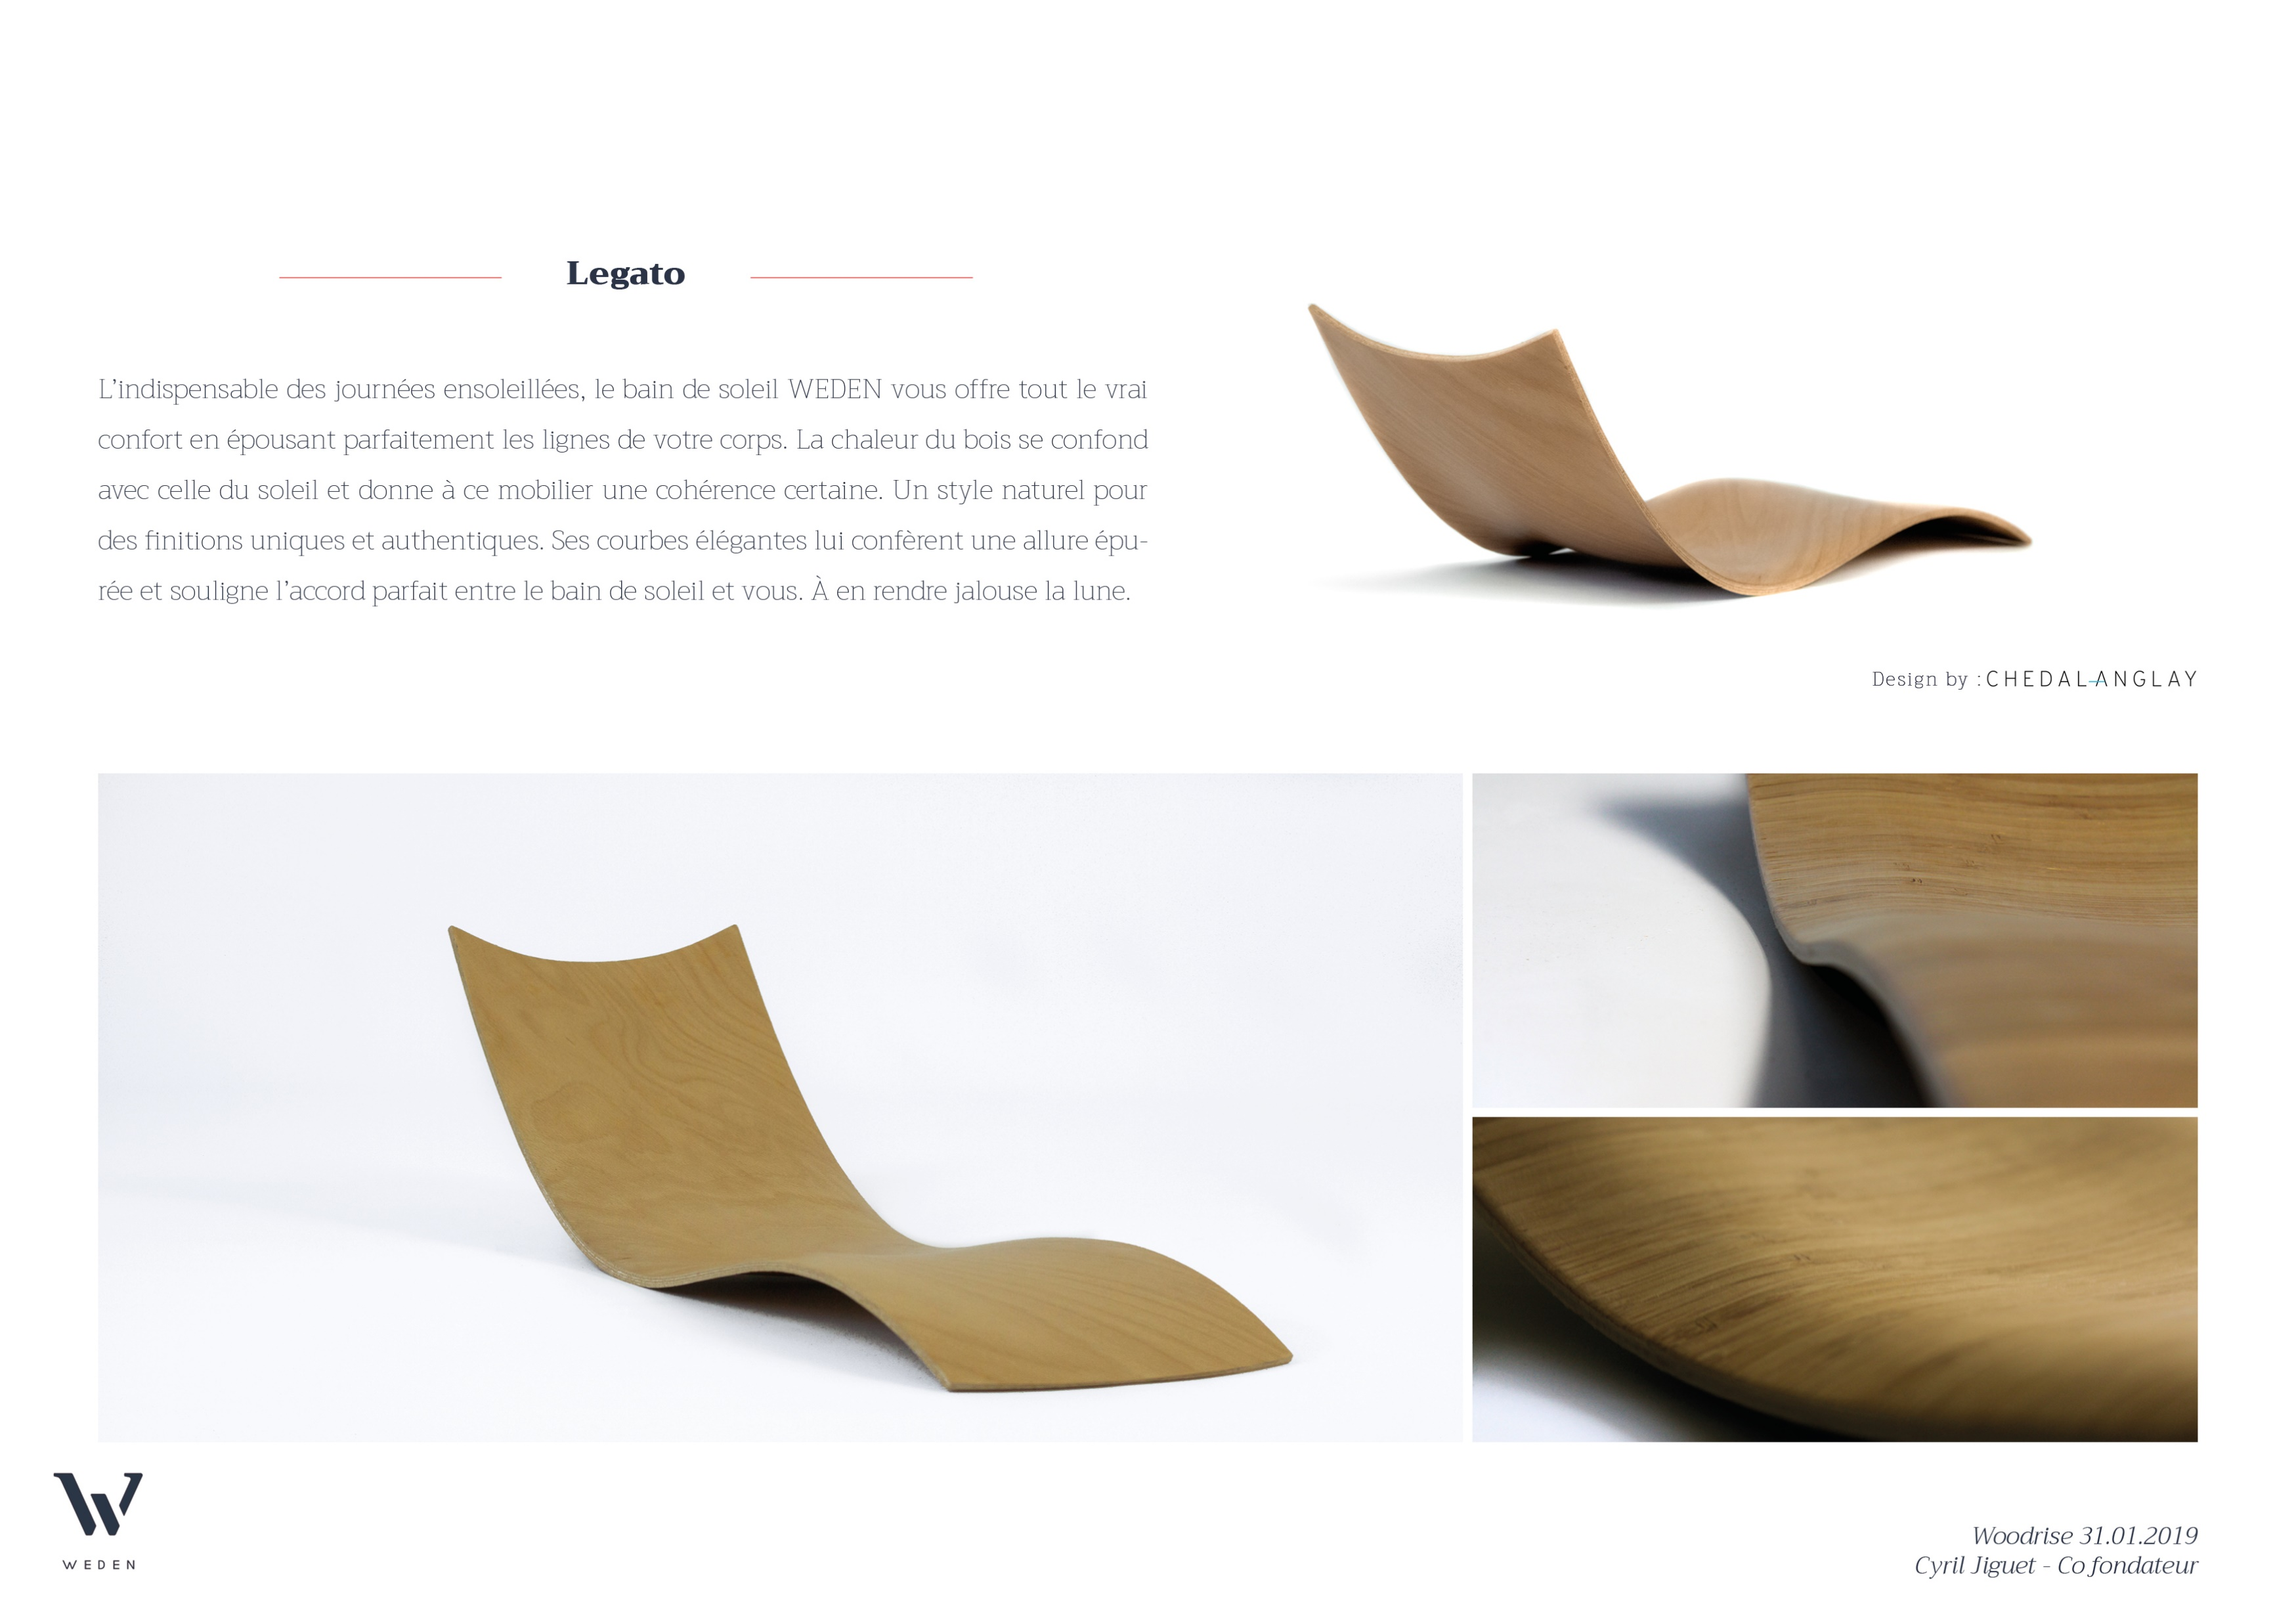 Legato
L’indispensable des journées ensoleillées, le bain de soleil WEDEN vous offre tout le vrai
confort en épousant parfaitement les lignes de votre corps. La chaleur du bois se confond
avec celle du soleil et donne à ce mobilier une cohérence certaine. Un style naturel pour
des finitions uniques et authentiques. Ses courbes élégantes lui confèrent une allure épu-
rée et souligne l’accord parfait entre le bain de soleil et vous. À en rendre jalouse la lune.
Design by : CHEDAL-ANGLAY
W
WEDEN
Woodrise 31.01.2019
Cyril Jiguet - Co fondateur